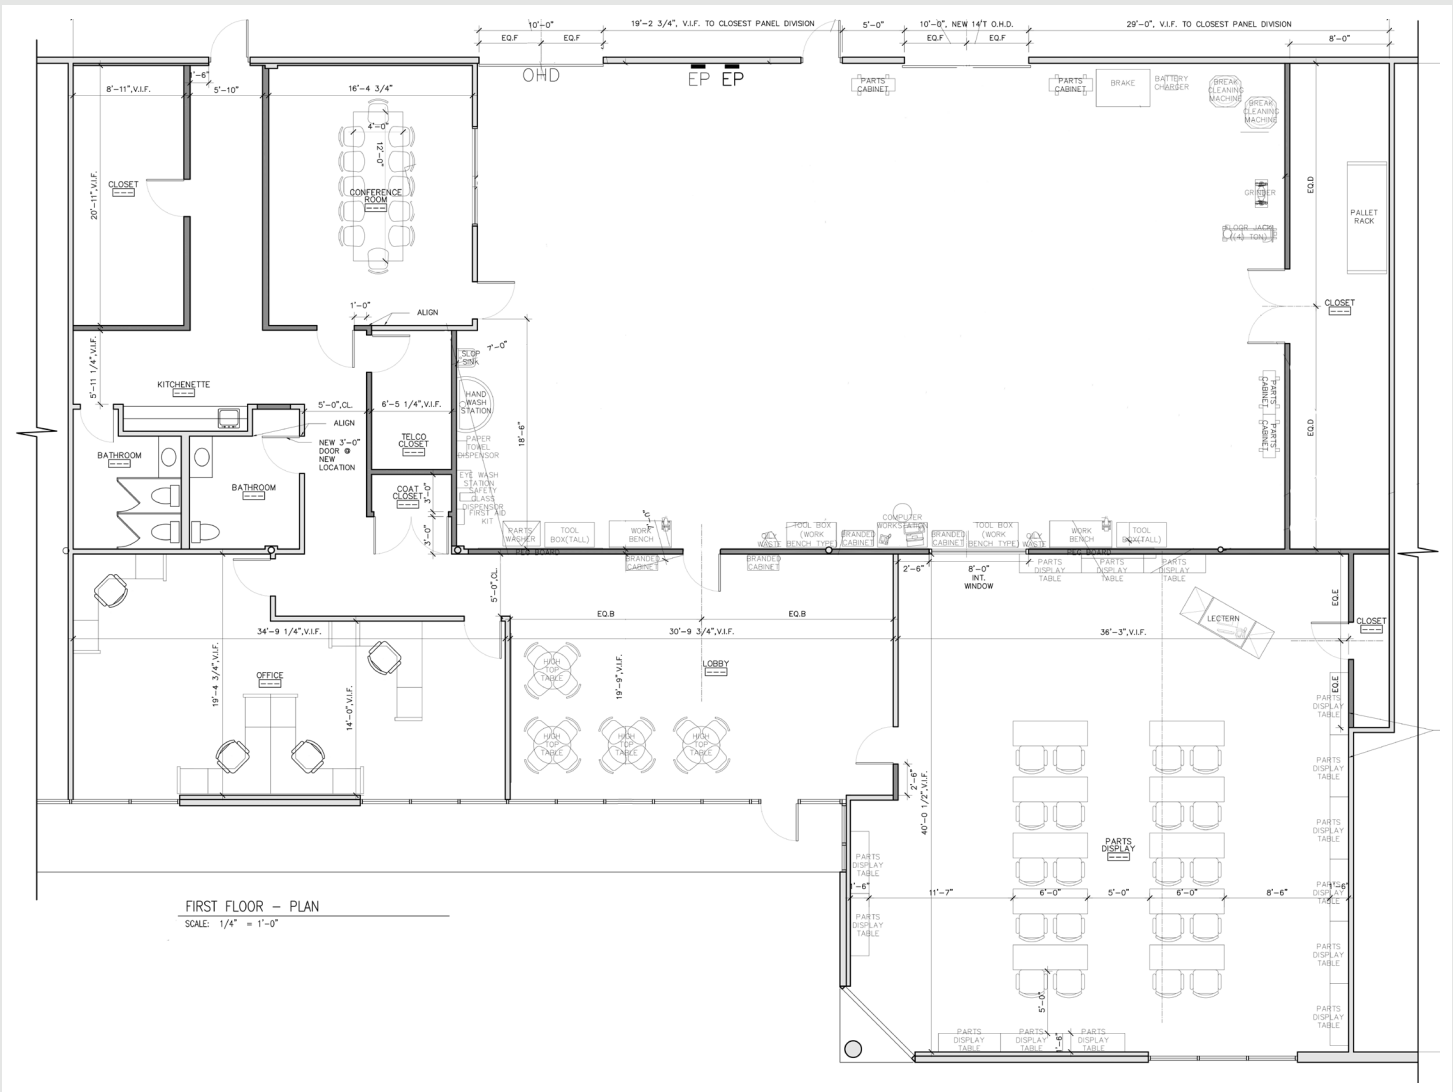 10'-0"
19'-2 3/4", V.I.F. TO CLOSEST PANEL DIVISION
5'-0"
10'-0", NEW 14'T O.H.D.
29'-0", V.I.F. TO CLOSEST PANEL DIVISION
EQ.F
EQ.F
EQ.F
EQ.F
8'-0"
OHD
EP
EP
1'-6"
8'-11",V.I.F.
5'-10"
16'-4 3/4"
PARTS
CABINET
PARTS
CABINET
BRAKE
BATTERY
CHARGER
BREAK
CLEANING
MACHINE
BREAK
CLEANING
MACHINE
4'-0"
12'-0"
CONFERENCE
ROOM
CLOSET
20'-11",V.I.F.
EQ.D
GRINDER
FLOOR JACK
((4) TON)
PALLET
RACK
CLOSET
1'-0"
ALIGN
5'-11 1/4",V.I.F.
KITCHENETTE
SLOP
SINK
7'-0"
HAND
WASH
STATION
5'-0",CL.
6'-5 1/4",V.I.F.
PARTS
CABINET
PARTS
CABINET
EQ.D
18'-6"
ALIGN
NEW 3'-0"
DOOR @
NEW
LOCATION
TELCO
CLOSET
PAPER
TOWEL
DISPENSOR
BATHROOM
BATHROOM
COAT
CLOSET
3'-0"
3'-0"
EYE WASH
STATION
SAFETY
GLASS
DISPENSOR
FIRST AID
KIT
PARTS
WASHER
TOOL
BOX(TALL)
WORK
BENCH
PEG BOARD
BRANDED
CABINET
BRANDED
CABINET
OIL
WASTE
TOOL BOX
(WORK
BENCH TYPE)
BRANDED
CABINET
COMPUTER
WORKSTATION
BRANDED
CABINET
TOOL BOX
(WORK
BENCH TYPE)
OIL
WASTE
WORK
BENCH
TOOL
BOX(TALL)
PEG BOARD
2'-6"
8'-0"
INT.
WINDOW
PARTS
DISPLAY
TABLE
PARTS
DISPLAY
TABLE
PARTS
DISPLAY
TABLE
5'-0",CL.
EQ.B
EQ.B
34'-9 1/4",V.I.F.
30'-9 3/4",V.I.F.
36'-3",V.I.F.
LECTERN
EQ.E
CLOSET
EQ.E
OFFICE
19'-4 3/4",V.I.F.
14'-0",V.I.F.
HIGH
TOP
TABLE
19'-9",V.I.F.
LOBBY
HIGH
TOP
TABLE
HIGH
TOP
TABLE
HIGH
TOP
TABLE
2'-6"
40'-0 1/2",V.I.F.
PARTS
DISPLAY
TABLE
PARTS
DISPLAY
TABLE
PARTS
DISPLAY
TABLE
PARTS
DISPLAY
PARTS
DISPLAY
TABLE
1'-6"
11'-7"
6'-0"
5'-0"
6'-0"
8'-6"
1'-6"
PARTS
DISPLAY
TABLE
PARTS
DISPLAY
TABLE
PARTS
DISPLAY
TABLE
PARTS
DISPLAY
TABLE
5'-0"
1'-6"
PARTS
DISPLAY
TABLE
PARTS
DISPLAY
TABLE
PARTS
DISPLAY
TABLE
FIRST FLOOR - PLAN
SCALE: 1/4" = 1'-0"